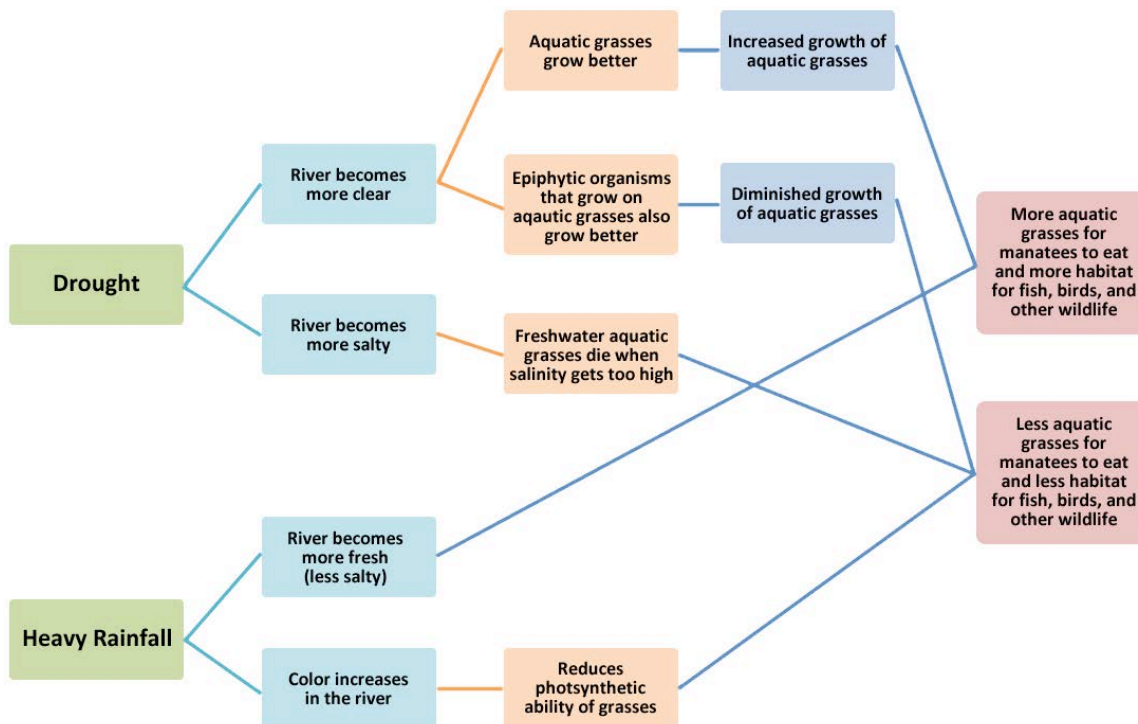 Drought
River becomes
more clear
River becomes
more salty
Aquatic grasses
grow better
Epiphytic organisms
that grow on
aqautic grasses also
grow better
Freshwater aquatic
grasses die when
salinity gets too high
Increased growth of
aquatic grasses
Diminished growth
of aquatic grasses
More aquatic
grasses for
manatees to eat
and more habitat
for fish, birds, and
other wildlife
Less aquatic
grasses for
manatees to eat
and less habitat
for fish, birds, and
other wildlife
Heavy Rainfall
River becomes
more fresh
(less salty)
Color increases
in the river
Reduces
photsynthetic
ability of grasses